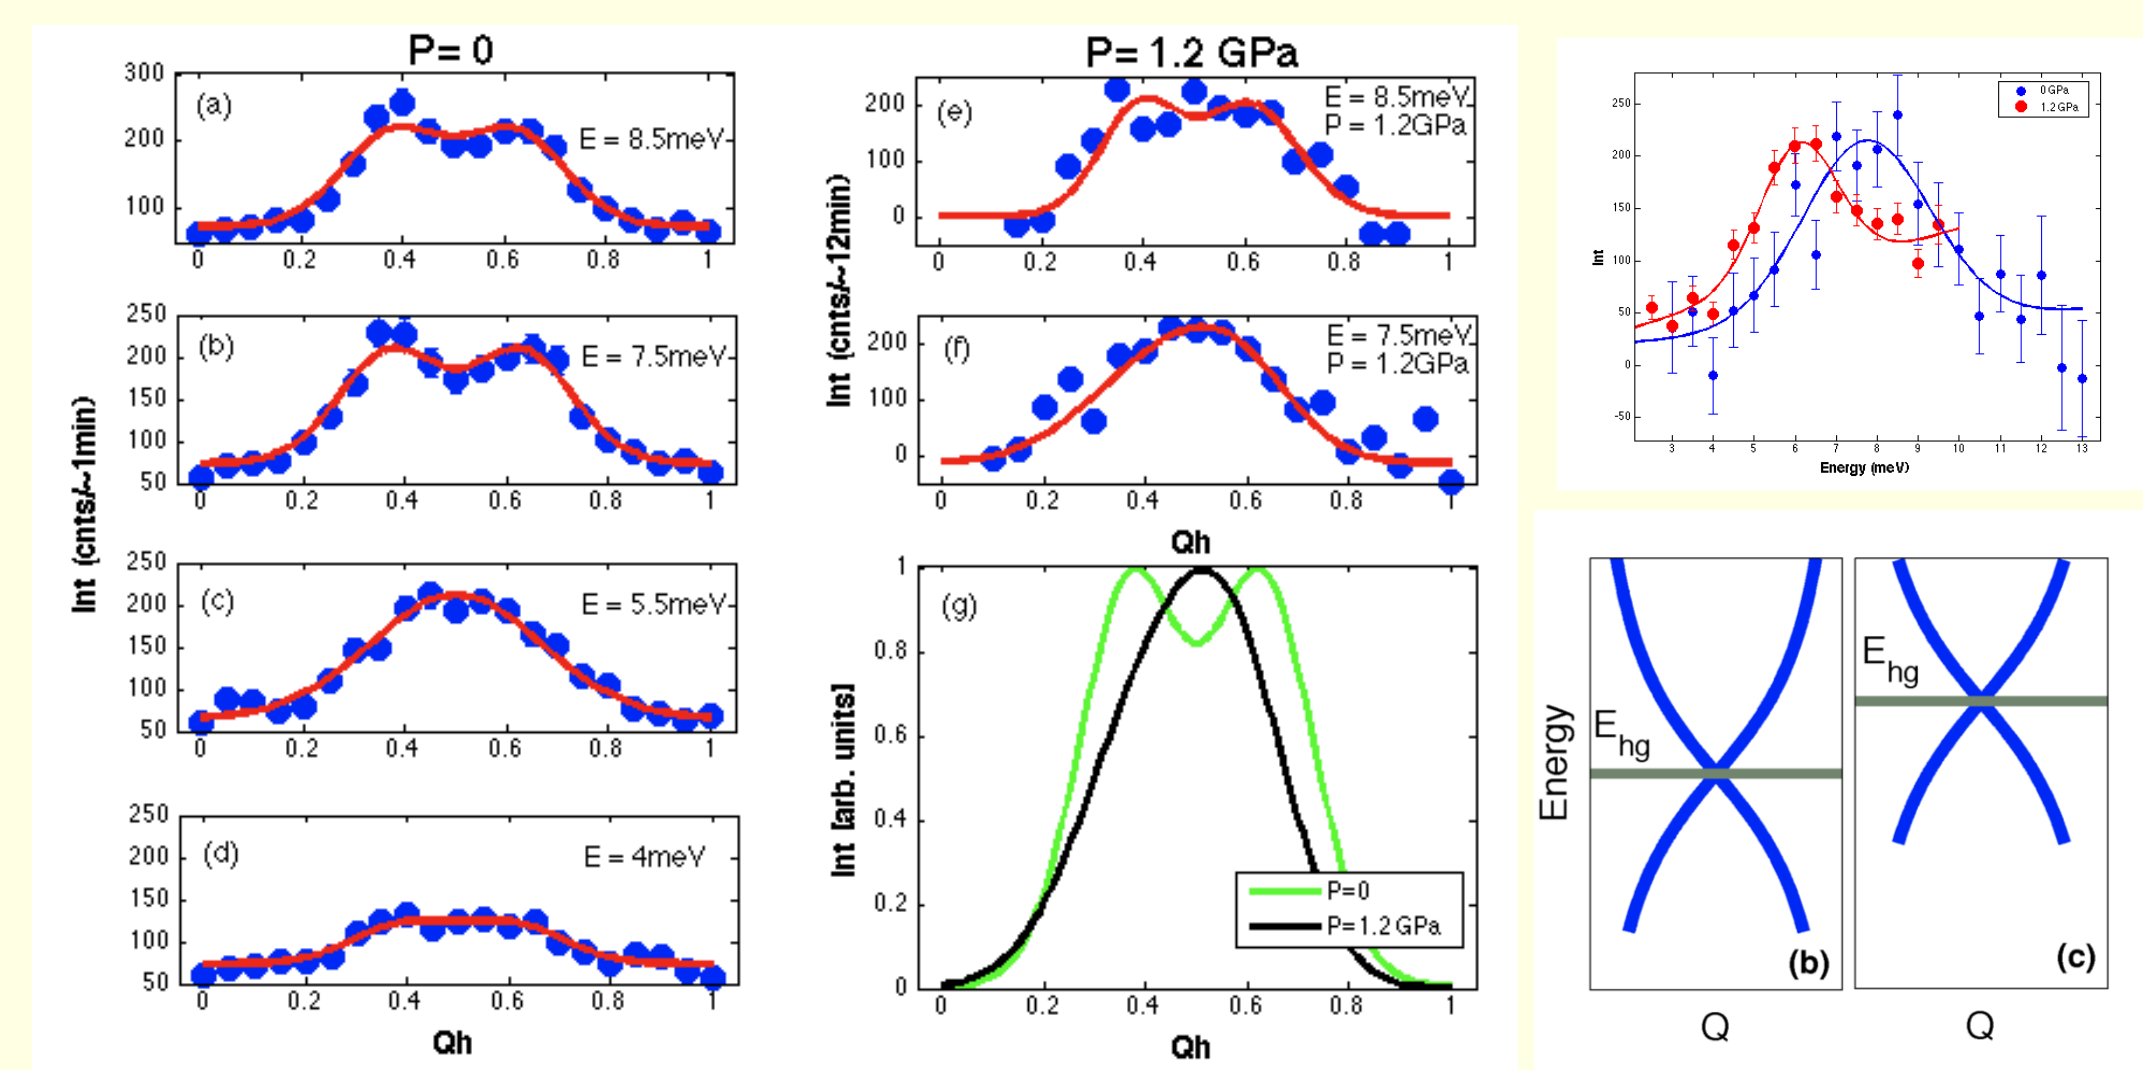 P= 0
300
200
100
(a)
E = 8.5meV
0 0.2 0.4 0.6 0.8 1
250
200
150
100
50
(b)
E = 7.5meV
0 0.2 0.4 0.6 0.8 1
Int (cnts/~1min)
250
200
150
100
50
(c)
E = 5.5meV
0 0.2 0.4 0.6 0.8 1
250
200
150
100
50
(d)
E = 4meV
0 0.2 0.4 0.6 0.8 1
Qh
P= 1.2 GPa
200
100
0
(e)
E = 8.5meV
P = 1.2GPa
0 0.2 0.4 0.6 0.8 1
Int (cnts/~12min)
200
100
0
(f)
E = 7.5meV
P = 1.2GPa
0 0.2 0.4 0.6 0.8 1
Qh
1
0.8
0.6
0.4
0.2
0
(g)
Int [arb. units]
P=0
P=1.2GPa
0 0.2 0.4 0.6 0.8 1
Qh
250
200
150
100
50
0
-50
Int
0 GPa
1.2 GPa
3 4 5 6 7 8 9 10 11 12 13
Energy (meV)
Energy
Ehg
(b)
Q
Ehg
(c)
Q